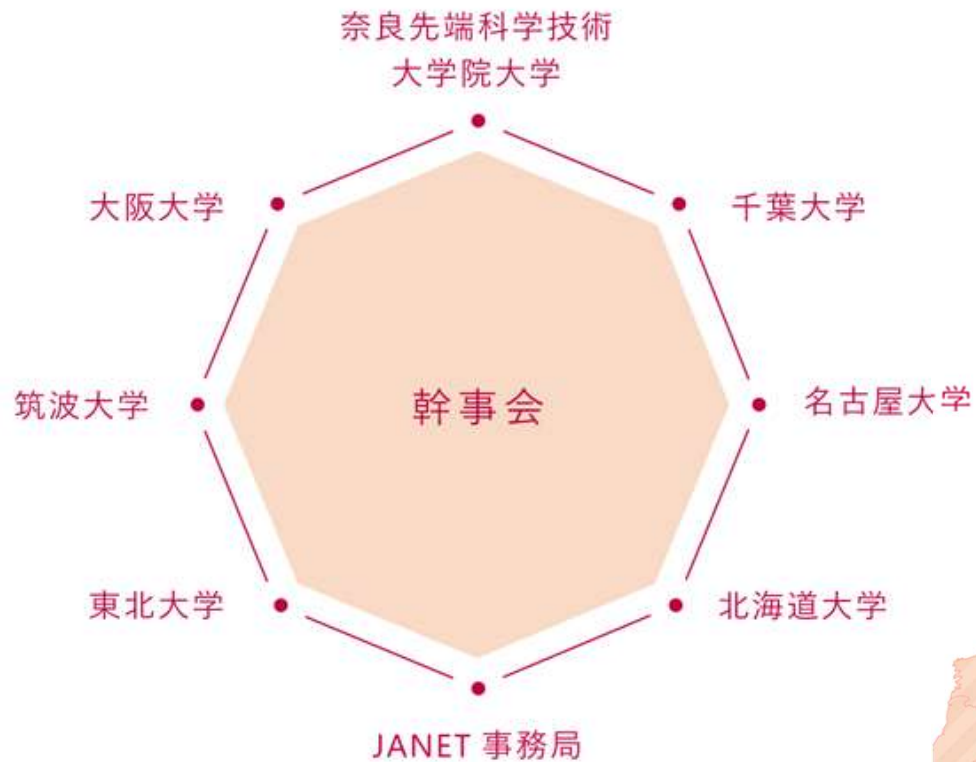 奈良先端科学技術
大学院大学
大阪大学
千葉大学
筑波大学
幹事会
名古屋大学
東北大学
北海道大学
JANET 事務局